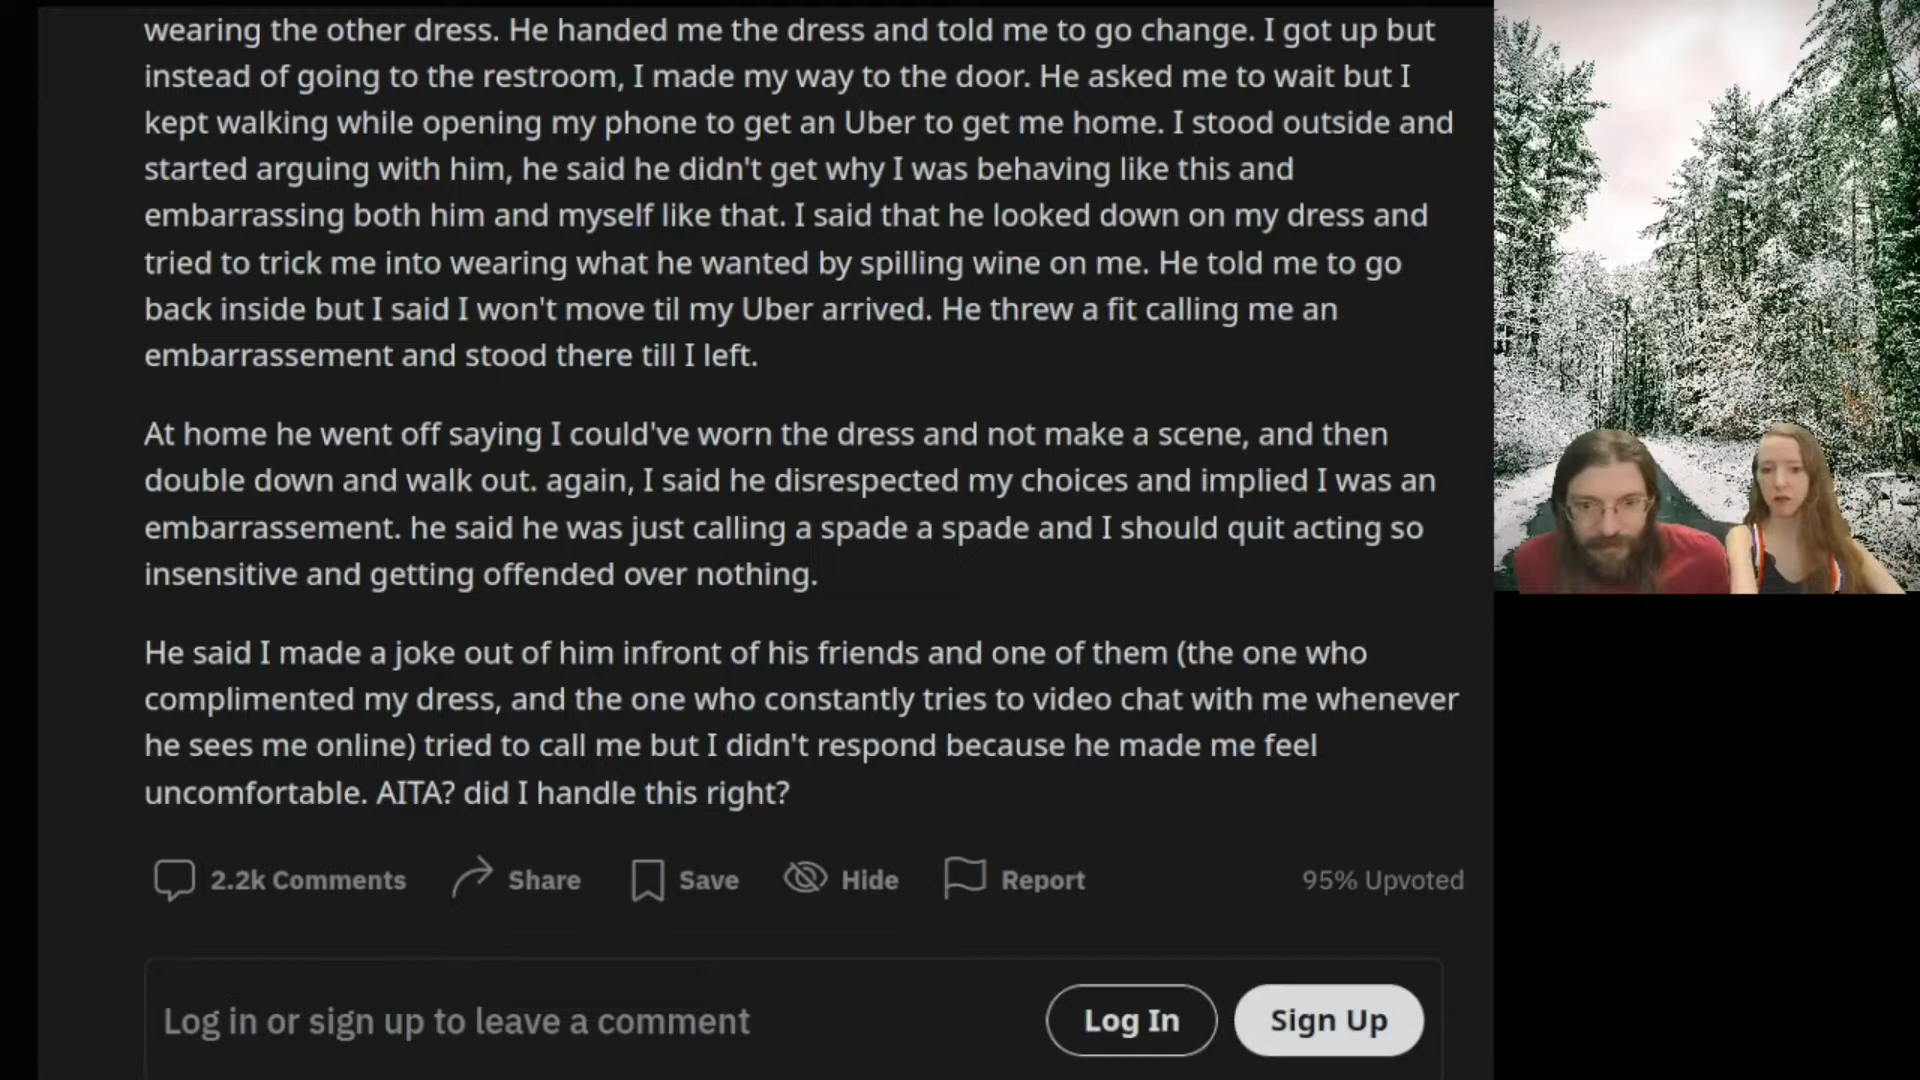 wearing the other dress. He handed me the dress and told me to go change. I got up but
instead of going to the restroom, I made my way to the door. He asked me to wait but I
kept walking while opening my phone to get an Uber to get me home. I stood outside and
started arguing with him, he said he didn't get why I was behaving like this and
embarrassing both him and myself like that. I said that he looked down on my dress and
tried to trick me into wearing what he wanted by spilling wine on me. He told me to go
back inside but I said I won't move til my Uber arrived. He threw a fit calling me an
embarrassement and stood there till I left.
At home he went off saying I could've worn the dress and not make a scene, and then
double down and walk out. again, I said he disrespected my choices and implied I was an
embarrassement. he said he was just calling a spade a spade and I should quit acting so
insensitive and getting offended over nothing.
He said I made a joke out of him infront of his friends and one of them (the one who
complimented my dress, and the one who constantly tries to video chat with me whenever
he sees me online) tried to call me but I didn't respond because he made me feel
uncomfortable. AITA? did I handle this right?
2.2k Comments Share Save Hide Report 95% Upvoted
Log in or sign up to leave a comment Log In Sign Up